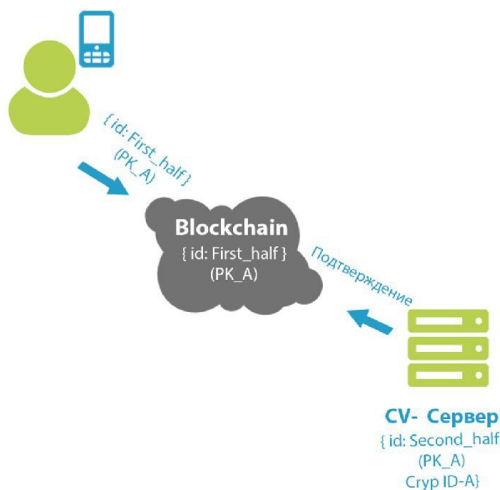 { id: First_half }
(PK_A)
Blockchain
{ id: First_half }
(PK_A)
Подтверждение
CV- Сервер
{ id: Second_half
(PK_A)
Cryp ID-A}